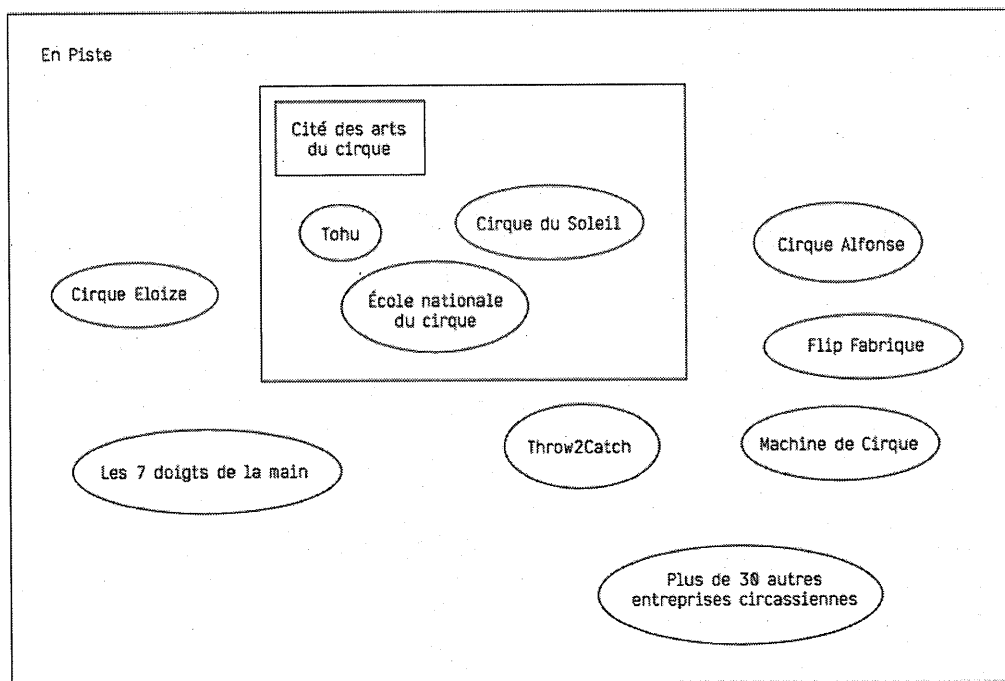 En Piste
Cité des arts
du cirque
Tohu
Cirque du Soleil
Cirque Alfonse
Cirque Eloize
École nationale
du cirque
Flip Fabrique
Les 7 doigts de la main
Throw2Catch
Machine de Cirque
Plus de 30 autres
entreprises circassiennes